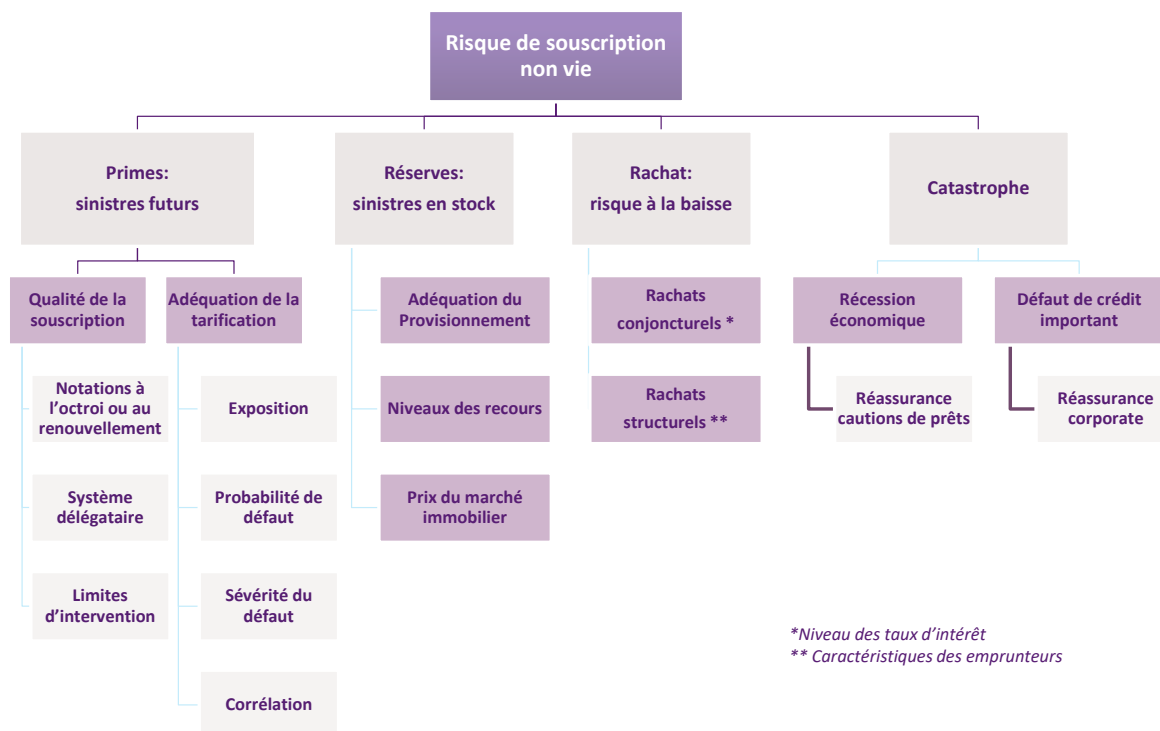 Risque de souscription
non vie
Primes:
sinistres futurs
Réserves:
sinistres en stock
Rachat:
risque à la baisse
Catastrophe
Qualité de la
souscription
Adéquation de la
tarification
Adéquation du
Provisionnement
Rachats
conjoncturels *
Récession
économique
Défaut de crédit
important
Notations à
l’octroi ou au
renouvellement
Exposition
Niveaux des recours
Rachats
structurels **
Réassurance
cautions de prêts
Réassurance
corporate
Système
délégataire
Probabilité de
défaut
Prix du marché
immobilier
Limites
d’intervention
Sévérité du
défaut
Corrélation
*Niveau des taux d’intérêt
** Caractéristiques des emprunteurs